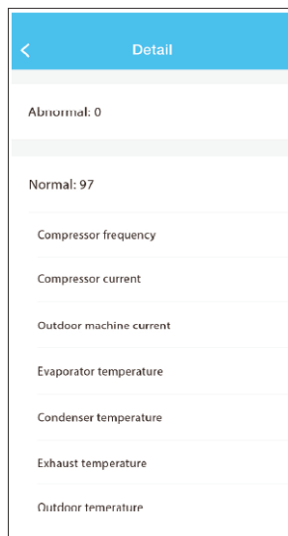 Detail
Abnormal: 0
Normal: 97
Compressor frequency
Compressor current
Outdoor machine current
Evaporator temperature
Condenser temperature
Exhaust temperature
Outdoor temerature